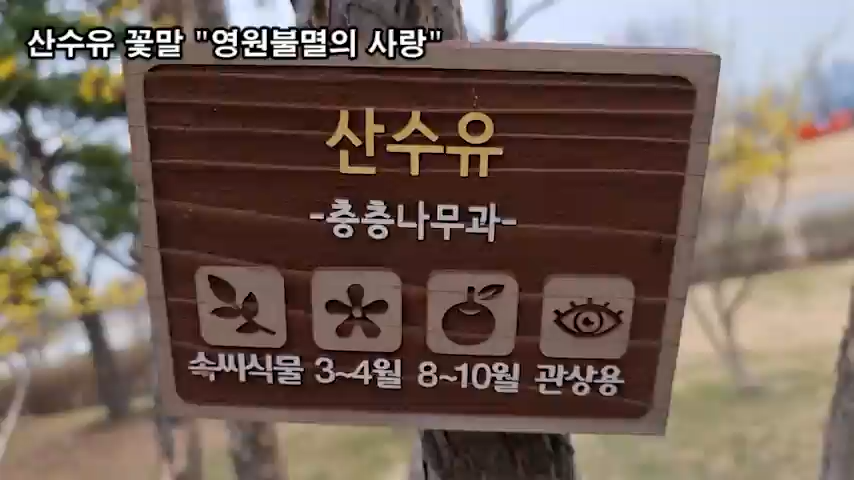 산수유 꽃말 "영원불멸의 사랑"
산수유
-층층나무과-
속싸식물 3~4월 8~10월 관상용